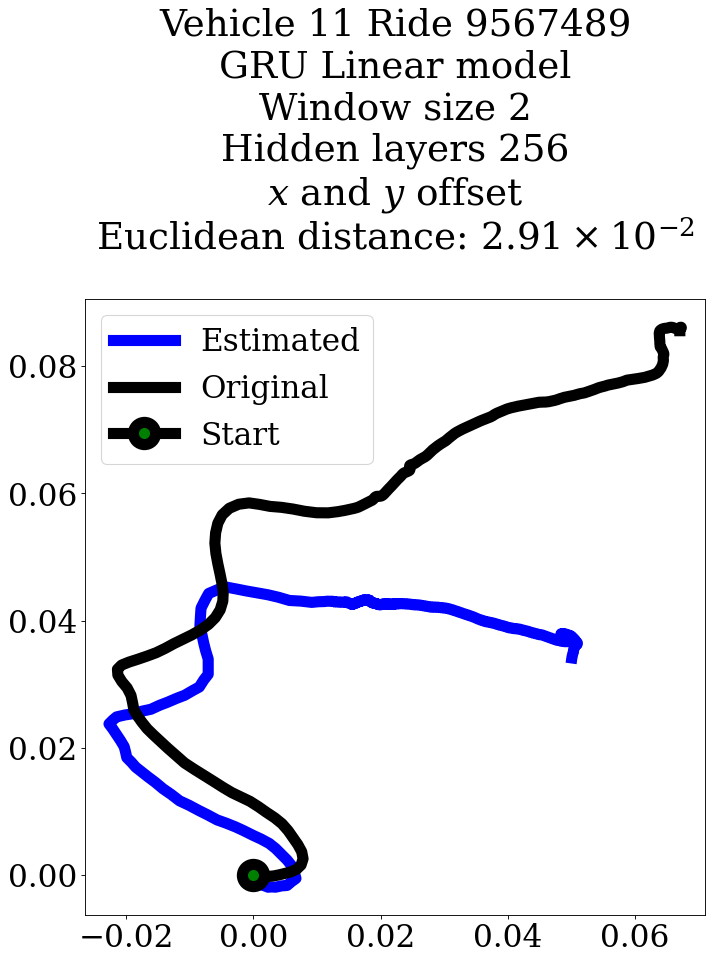 Vehicle 11 Ride 9567489
GRU Linear model
Window size 2
Hidden layers 256
x and y offset
Euclidean distance: 2.91 × 10⁻²
Estimated
Original
Start
0.08
0.06
0.04
0.02
0.00
−0.02 0.00 0.02 0.04 0.06